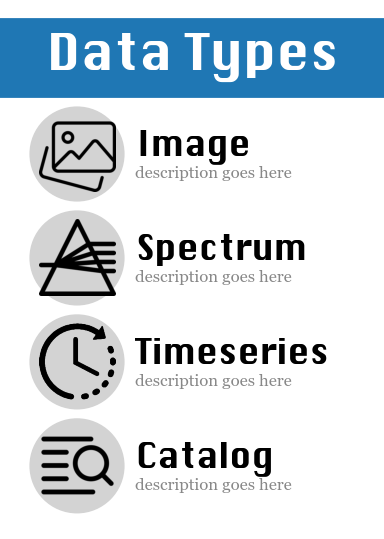 Data Types
Image
description goes here
Spectrum
description goes here
Timeseries
description goes here
Catalog
description goes here